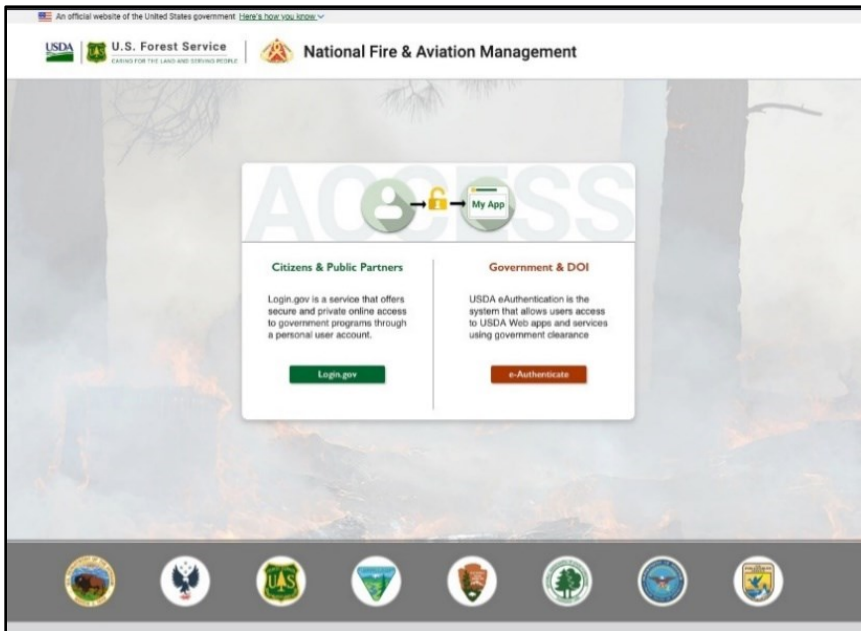 An official website of the United States government Here's how you know
USDA
U.S. Forest Service
CARING FOR THE LAND AND SERVING PEOPLE
National Fire & Aviation Management
ACCESS
My App
Citizens & Public Partners
Login.gov is a service that offers
secure and private online access
to government programs through
a personal user account.
Login.gov
Government & DOI
USDA eAuthentication is the
system that allows users access
to USDA Web apps and services
using government clearance
e-Authenticate
U S